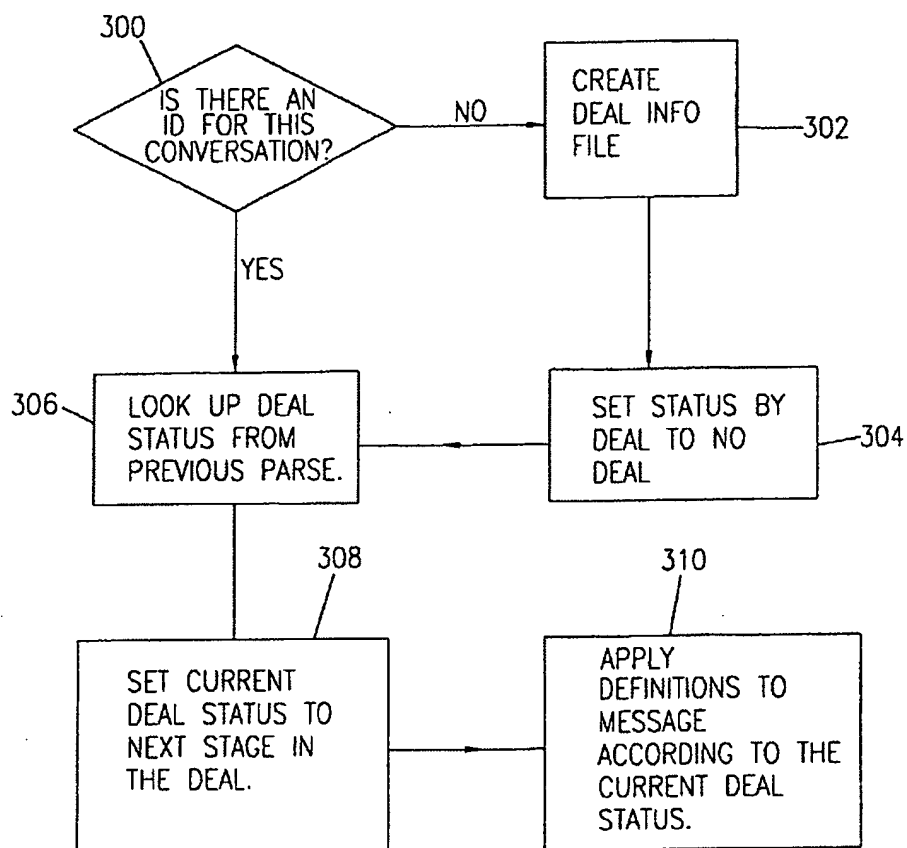 300
IS THERE AN
ID FOR THIS
CONVERSATION?
NO
CREATE
DEAL INFO
FILE
302
YES
306
LOOK UP DEAL
STATUS FROM
PREVIOUS PARSE.
SET STATUS BY
DEAL TO NO
DEAL
304
308
SET CURRENT
DEAL STATUS TO
NEXT STAGE IN
THE DEAL.
310
APPLY
DEFINITIONS TO
MESSAGE
ACCORDING TO THE
CURRENT DEAL
STATUS.